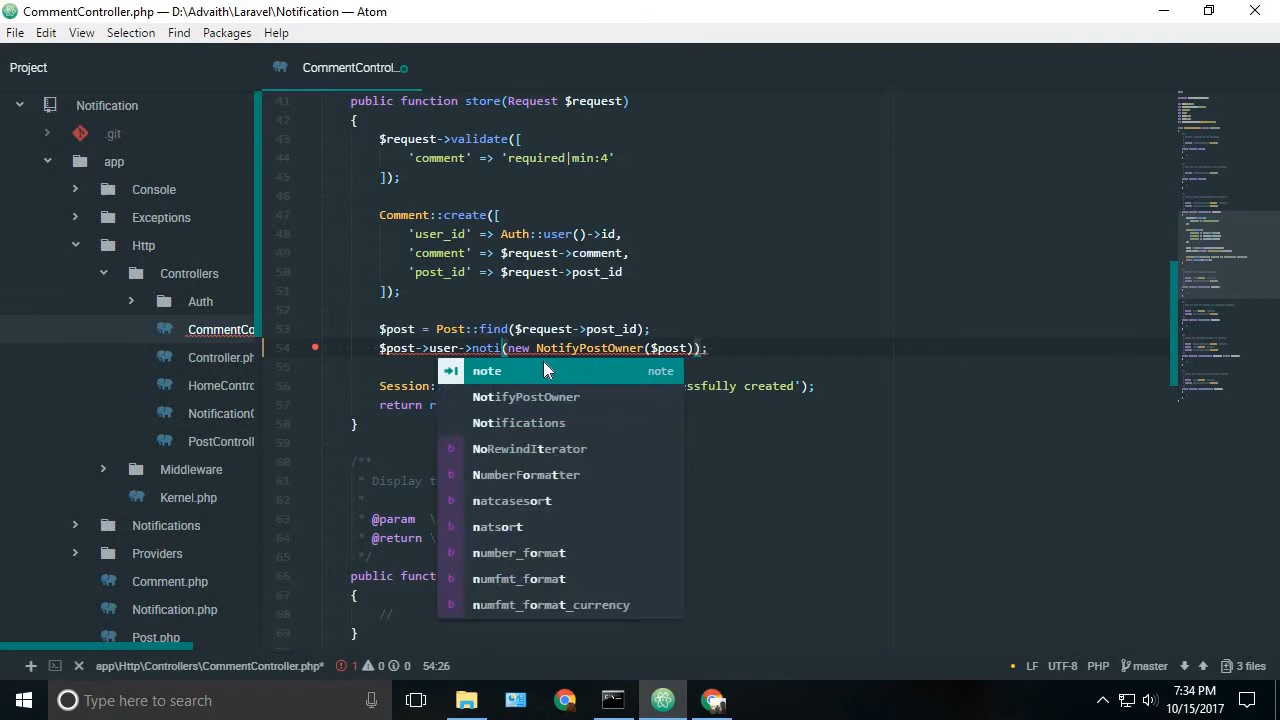 CommentController.php — D:\Advaith\Laravel\Notification — Atom
File Edit View Selection Find Packages Help
Project
CommentControl...
Notification
.git
app
Console
Exceptions
Http
Controllers
Auth
CommentCo
Controller.ph
HomeContro
NotificationC
PostControll
Middleware
Kernel.php
Notifications
Providers
Comment.php
Notification.php
Post.php
41 public function store(Request $request)
42 {
43 $request->validate([
44 'comment' => 'required|min:4'
45 ]);
46
47 Comment::create([
48 'user_id' => Auth::user()->id,
49 'comment' => $request->comment,
50 'post_id' => $request->post_id
51 ]);
52
53 $post = Post::find($request->post_id);
54 $post->user->noti(new NotifyPostOwner($post));
55
56 Session: ssfully created');
57 return r
58 }
59
60 /**
61 * Display t
62 *
63 * @param \
64 * @return \
65 */
66 public funct
67 {
68 //
69 }
note note
NotifyPostOwner
Notifications
b NoRewindIterator
b NumberFormatter
b natcasesort
b natsort
b number_format
b numfmt_format
b numfmt_format_currency
app\Http\Controllers\CommentController.php* 1 0 0 54:26 LF UTF-8 PHP master 3 files
Type here to search
7:34 PM
10/15/2017